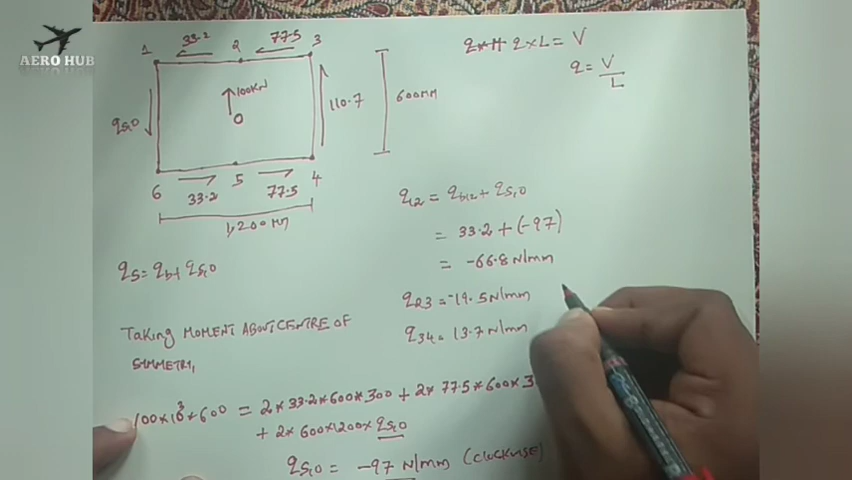 AERO HUB
1 33.2 2 77.5 3
100KN
0
qs,0
110.7
600MM
6 33.2 5 77.5 4
1,200 MM
q*H q×L = V
q = V/L
qs = qb + qs,0
q12 = qb12 + qs,0
= 33.2 + (-97)
= -66.8 N/mm
q23 = -19.5 N/mm
q34 = 13.7 N/mm
Taking MOMENT ABOUT CENTRE OF
SYMMETRY,
100×10³×600 = 2*33.2*600*300 + 2*77.5*600*3
+ 2*600×1200×qs,0
qs,0 = -97 N/mm (CLOCKWISE)